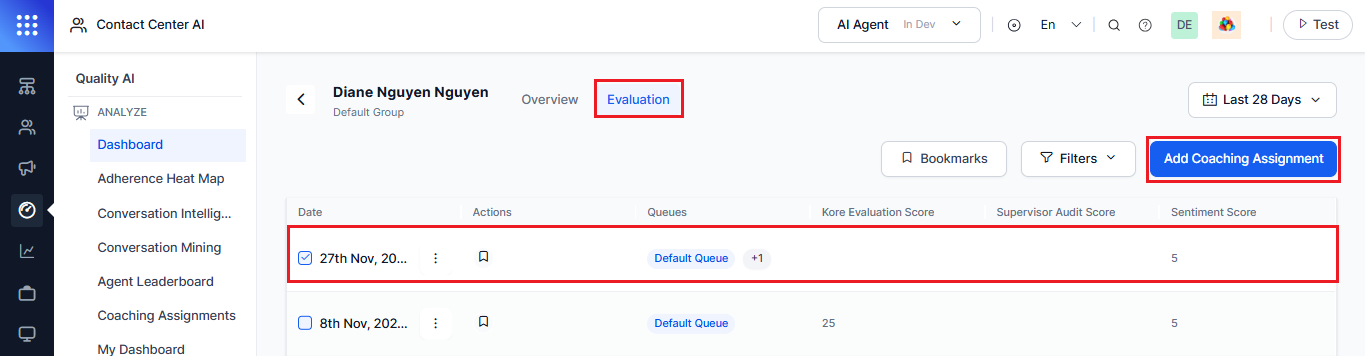 Contact Center AI
AI Agent In Dev
En
DE
Test
Quality AI
ANALYZE
Dashboard
Adherence Heat Map
Conversation Intellig...
Conversation Mining
Agent Leaderboard
Coaching Assignments
My Dashboard
Diane Nguyen Nguyen
Default Group
Overview
Evaluation
Last 28 Days
Bookmarks
Filters
Add Coaching Assignment
Date Actions Queues Kore Evaluation Score Supervisor Audit Score Sentiment Score
27th Nov, 20... Default Queue +1 5
8th Nov, 202... Default Queue 25 5